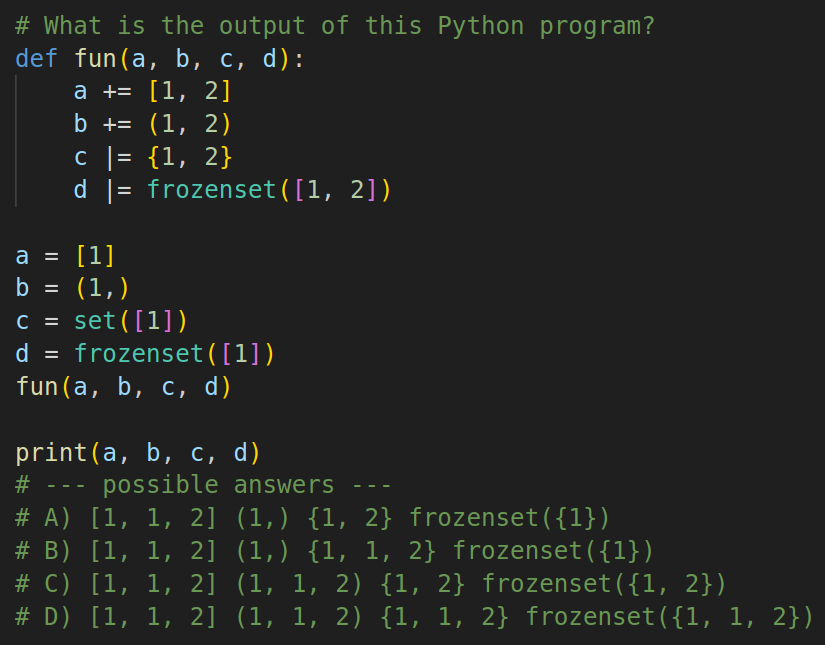 # What is the output of this Python program?
def fun(a, b, c, d):
    a += [1, 2]
    b += (1, 2)
    c |= {1, 2}
    d |= frozenset([1, 2])

a = [1]
b = (1,)
c = set([1])
d = frozenset([1])
fun(a, b, c, d)

print(a, b, c, d)
# --- possible answers ---
# A) [1, 1, 2] (1,) {1, 2} frozenset({1})
# B) [1, 1, 2] (1,) {1, 1, 2} frozenset({1})
# C) [1, 1, 2] (1, 1, 2) {1, 2} frozenset({1, 2})
# D) [1, 1, 2] (1, 1, 2) {1, 1, 2} frozenset({1, 1, 2})